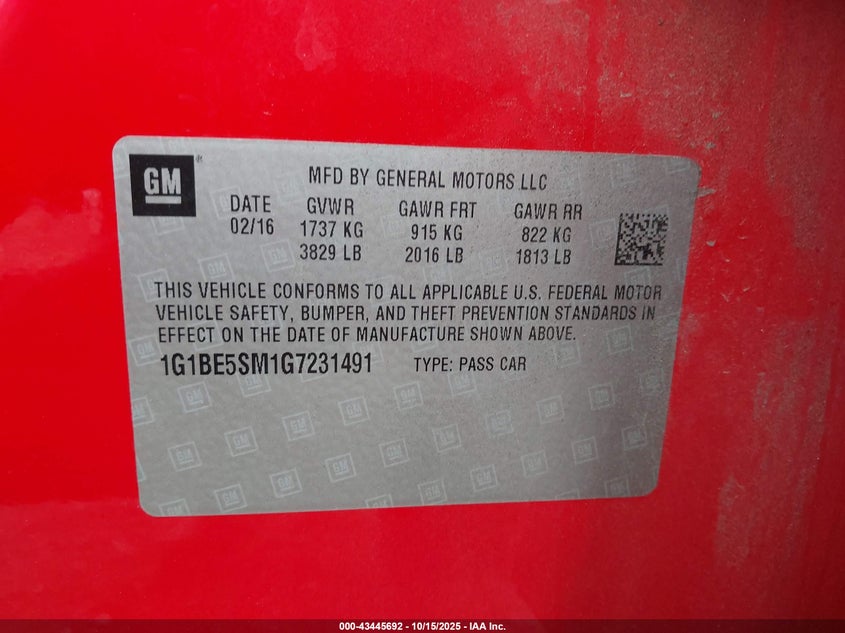 GM®
MFD BY GENERAL MOTORS LLC
DATE GVWR GAWR FRT GAWR RR
02/16 1737 KG 915 KG 822 KG
3829 LB 2016 LB 1813 LB
THIS VEHICLE CONFORMS TO ALL APPLICABLE U.S. FEDERAL MOTOR
VEHICLE SAFETY, BUMPER, AND THEFT PREVENTION STANDARDS IN
EFFECT ON THE DATE OF MANUFACTURE SHOWN ABOVE.
1G1BE5SM1G7231491 TYPE: PASS CAR
000-43445692 - 10/15/2025 - IAA Inc.